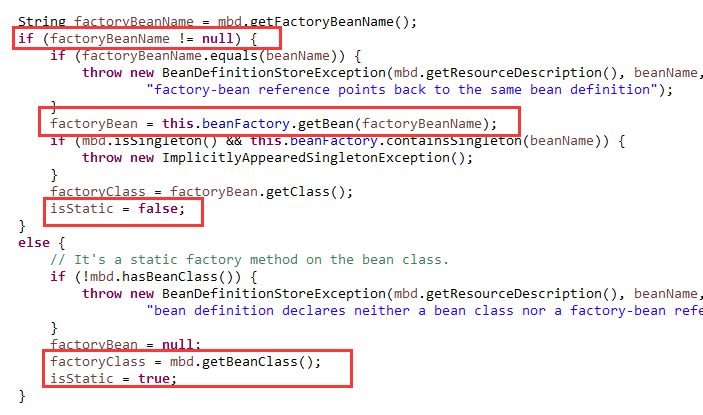 String factoryBeanName = mbd.getFactoryBeanName();
if (factoryBeanName != null) {
if (factoryBeanName.equals(beanName)) {
throw new BeanDefinitionStoreException(mbd.getResourceDescription(), beanName,
"factory-bean reference points back to the same bean definition");
}
factoryBean = this.beanFactory.getBean(factoryBeanName);
if (mbd.isSingleton() && this.beanFactory.containsSingleton(beanName)) {
throw new ImplicitlyAppearedSingletonException();
}
factoryClass = factoryBean.getClass();
isStatic = false;
}
else {
// It's a static factory method on the bean class.
if (!mbd.hasBeanClass()) {
throw new BeanDefinitionStoreException(mbd.getResourceDescription(), beanName,
"bean definition declares neither a bean class nor a factory-bean refe
}
factoryBean = null;
factoryClass = mbd.getBeanClass();
isStatic = true;
}